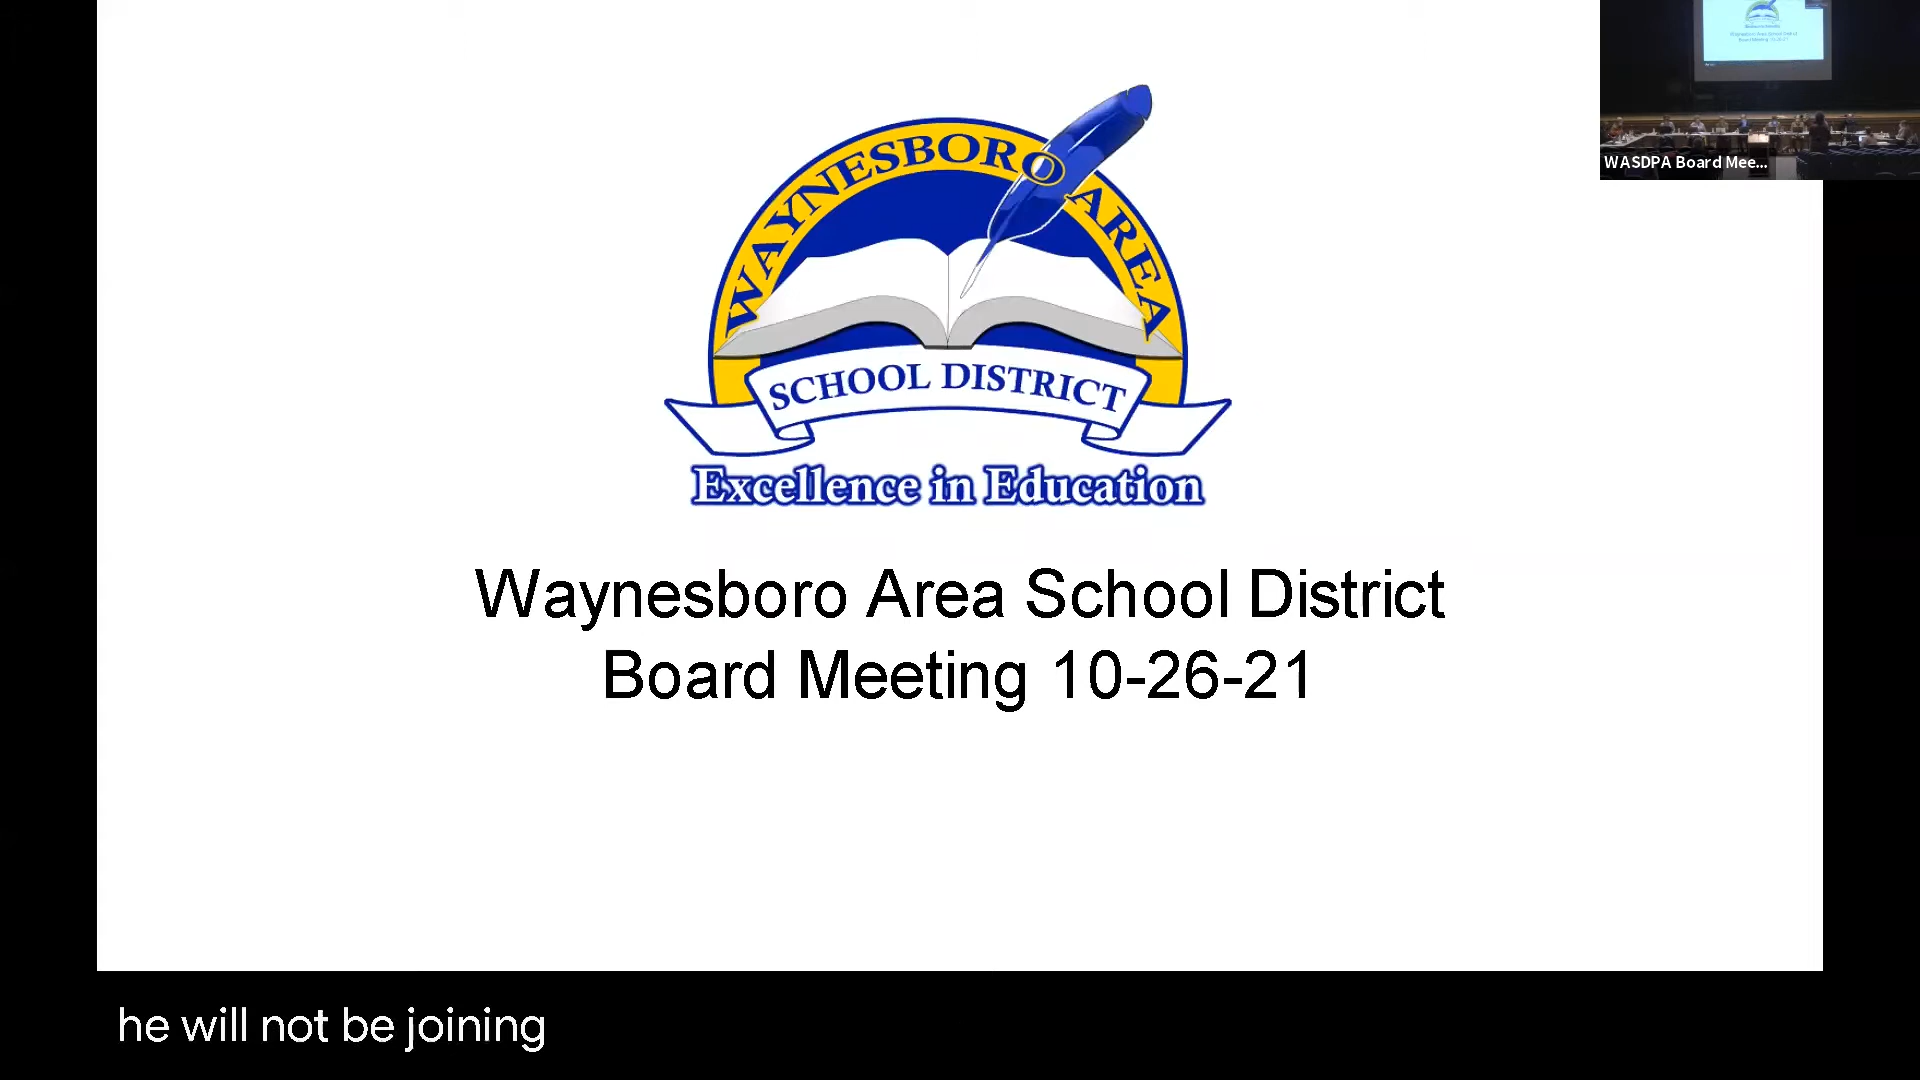 WAYNESBORO AREA
SCHOOL DISTRICT
Excellence in Education
Waynesboro Area School District
Board Meeting 10-26-21
WASDPA Board Mee...
he will not be joining